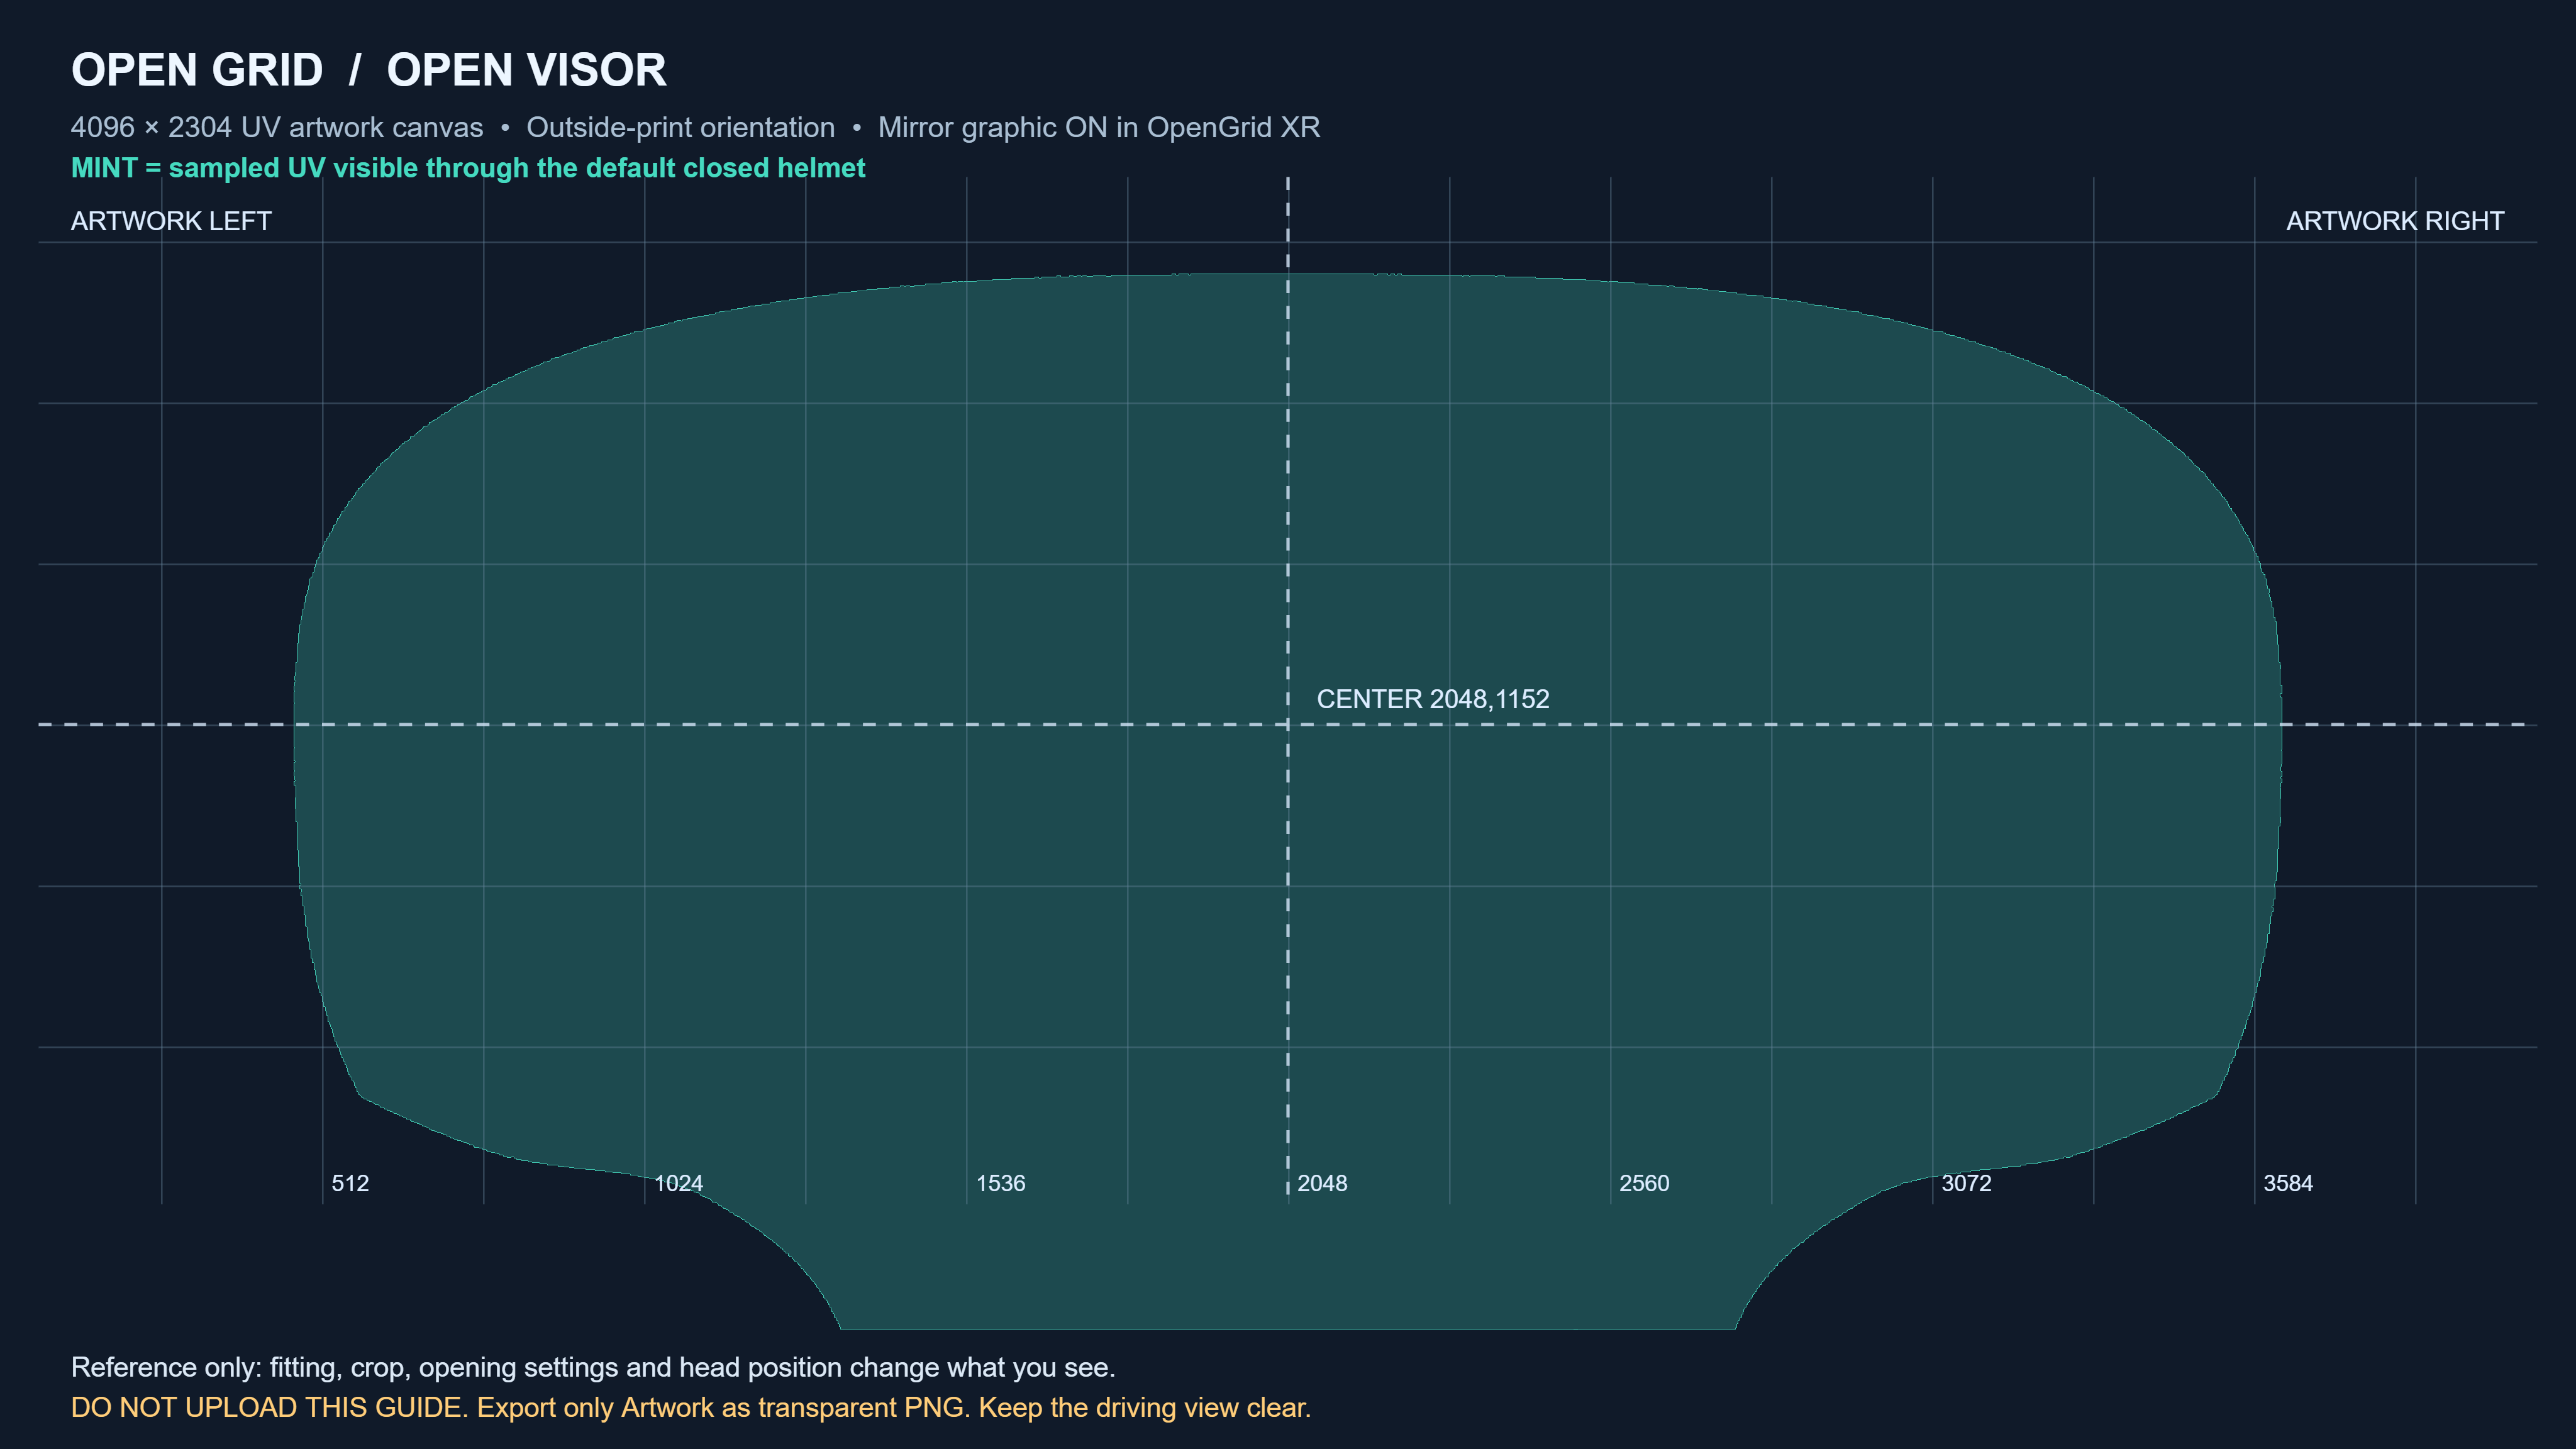 OPEN GRID / OPEN VISOR
4096 × 2304 UV artwork canvas • Outside-print orientation • Mirror graphic ON in OpenGrid XR
MINT = sampled UV visible through the default closed helmet
ARTWORK LEFT
ARTWORK RIGHT
CENTER 2048,1152
512
1024
1536
2048
2560
3072
3584
Reference only: fitting, crop, opening settings and head position change what you see.
DO NOT UPLOAD THIS GUIDE. Export only Artwork as transparent PNG. Keep the driving view clear.